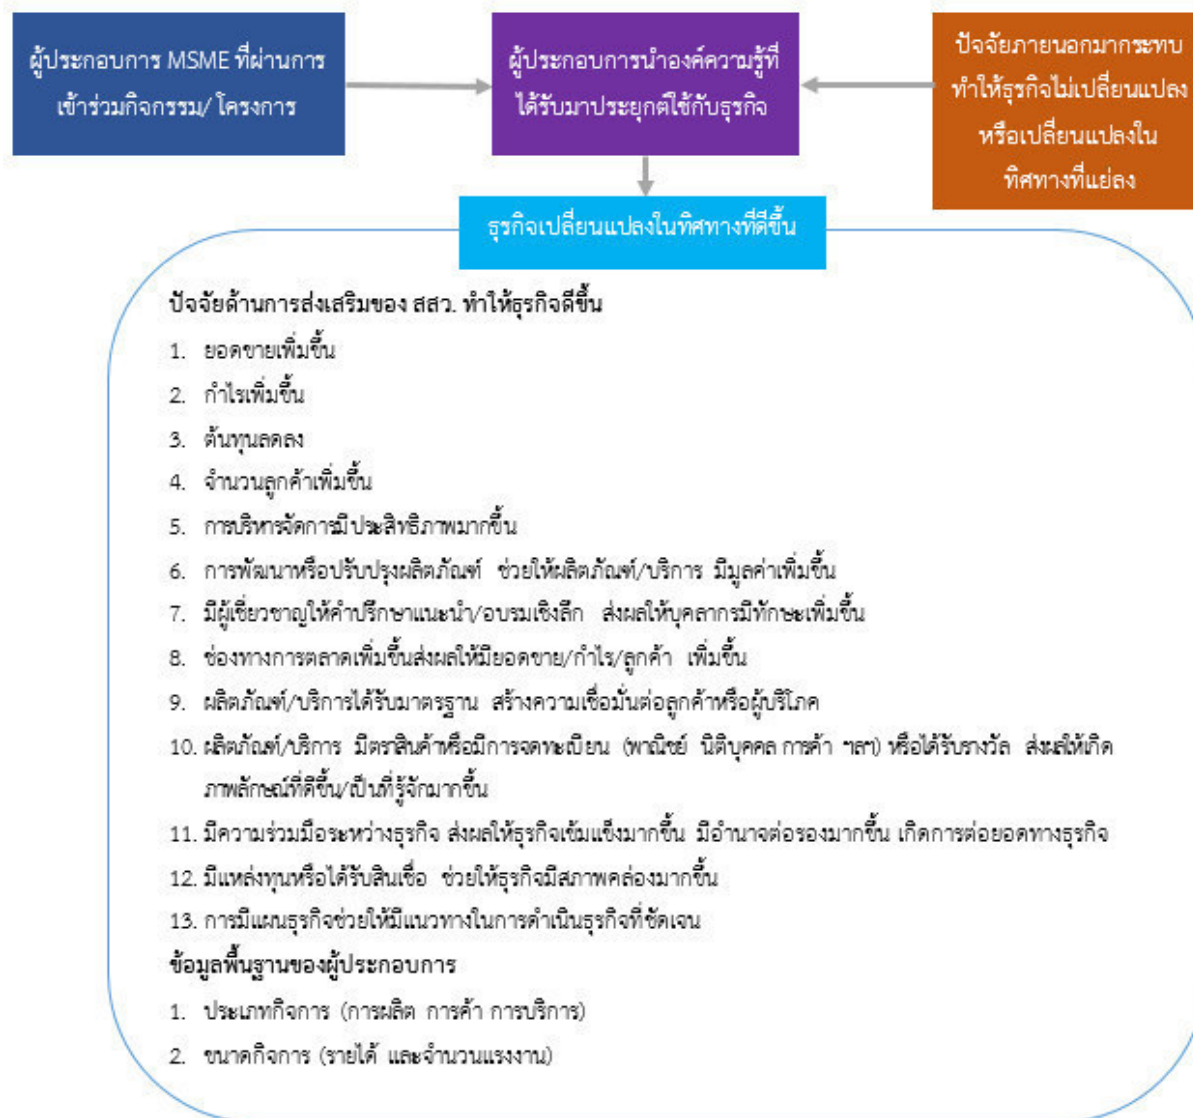 ผู้ประกอบการ MSME ที่ผ่านการ
เข้าร่วมกิจกรรม/ โครงการ
ผู้ประกอบการนำองค์ความรู้ที่
ได้รับมาประยุกต์ใช้กับธุรกิจ
ปัจจัยภายนอกมากระทบ
ทำให้ธุรกิจไม่เปลี่ยนแปลง
หรือเปลี่ยนแปลงใน
ทิศทางที่แย่ลง
ธุรกิจเปลี่ยนแปลงในทิศทางที่ดีขึ้น
ปัจจัยด้านการส่งเสริมของ สสว. ทำให้ธุรกิจดีขึ้น
1. ยอดขายเพิ่มขึ้น
2. กำไรเพิ่มขึ้น
3. ต้นทุนลดลง
4. จำนวนลูกค้าเพิ่มขึ้น
5. การบริหารจัดการมีประสิทธิภาพมากขึ้น
6. การพัฒนาหรือปรับปรุงผลิตภัณฑ์ ช่วยให้ผลิตภัณฑ์/บริการ มีมูลค่าเพิ่มขึ้น
7. มีผู้เชี่ยวชาญให้คำปรึกษาแนะนำ/อบรมเชิงลึก ส่งผลให้บุคลากรมีทักษะเพิ่มขึ้น
8. ช่องทางการตลาดเพิ่มขึ้นส่งผลให้มียอดขาย/กำไร/ลูกค้า เพิ่มขึ้น
9. ผลิตภัณฑ์/บริการได้รับมาตรฐาน สร้างความเชื่อมั่นต่อลูกค้าหรือผู้บริโภค
10. ผลิตภัณฑ์/บริการ มีตราสินค้าหรือมีการจดทะเบียน (พาณิชย์ นิติบุคคล การค้า ฯลฯ) หรือได้รับรางวัล ส่งผลให้เกิด
ภาพลักษณ์ที่ดีขึ้น/เป็นที่รู้จักมากขึ้น
11. มีความร่วมมือระหว่างธุรกิจ ส่งผลให้ธุรกิจเข้มแข็งมากขึ้น มีอำนาจต่อรองมากขึ้น เกิดการต่อยอดทางธุรกิจ
12. มีแหล่งทุนหรือได้รับสินเชื่อ ช่วยให้ธุรกิจมีสภาพคล่องมากขึ้น
13. การมีแผนธุรกิจช่วยให้มีแนวทางในการดำเนินธุรกิจที่ชัดเจน
ข้อมูลพื้นฐานของผู้ประกอบการ
1. ประเภทกิจการ (การผลิต การค้า การบริการ)
2. ขนาดกิจการ (รายได้ และจำนวนแรงงาน)